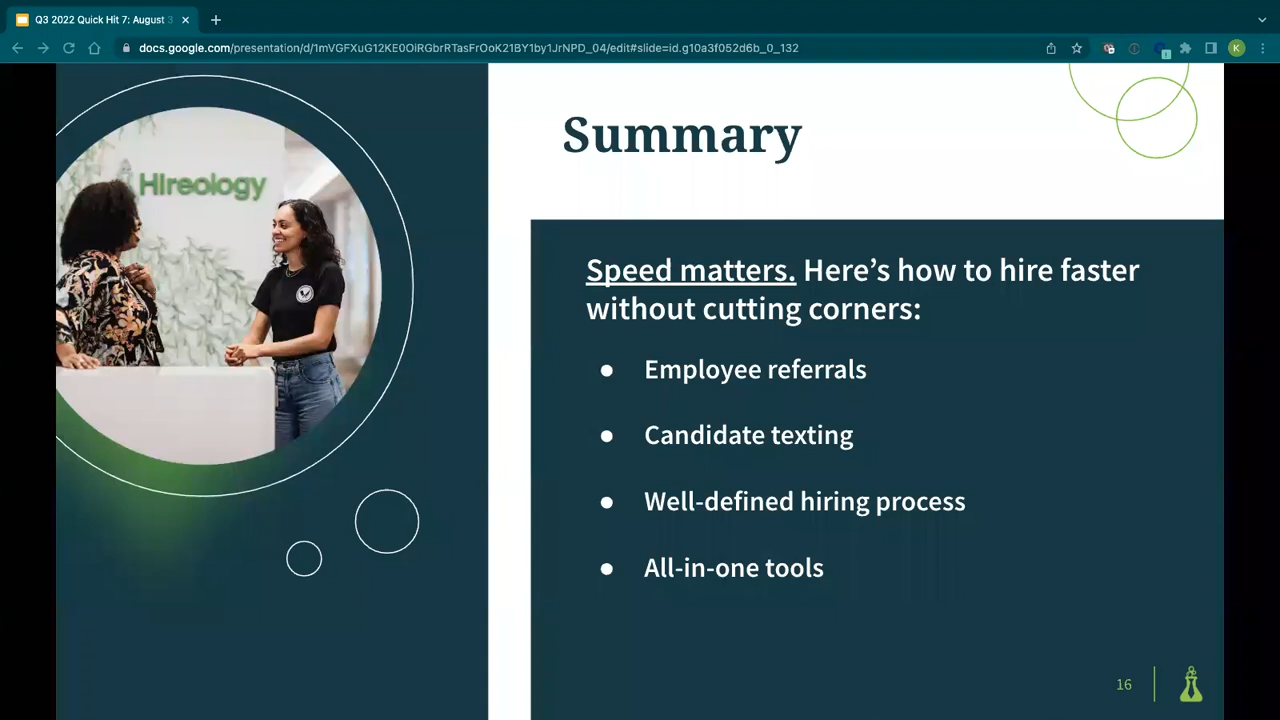 Q3 2022 Quick Hit 7: August 3
docs.google.com/presentation/d/1mVGFXuG12KE0OiRGbrRTasFrOoK21BY1by1JrNPD_04/edit#slide=id.g10a3f052d6b_0_132
K
Hireology
Summary
Speed matters. Here’s how to hire faster
without cutting corners:
● Employee referrals
● Candidate texting
● Well-defined hiring process
● All-in-one tools
16